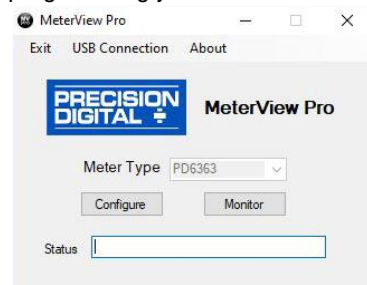 MeterView Pro
Exit USB Connection About
PRECISION
DIGITAL
MeterView Pro
Meter Type PD6363
Configure Monitor
Status